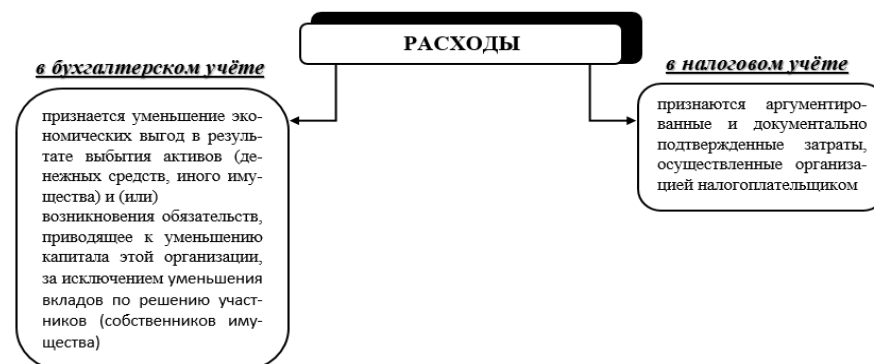 РАСХОДЫ
в бухгалтерском учёте
признается уменьшение эко-
номических выгод в резуль-
тате выбытия активов (де-
нежных средств, иного иму-
щества) и (или)
возникновения обязательств,
приводящее к уменьшению
капитала этой организации,
за исключением уменьшения
вкладов по решению участ-
ников (собственников иму-
щества)
в налоговом учёте
признаются аргументиро-
ванные и документально
подтвержденные затраты,
осуществленные организа-
цией налогоплательщиком